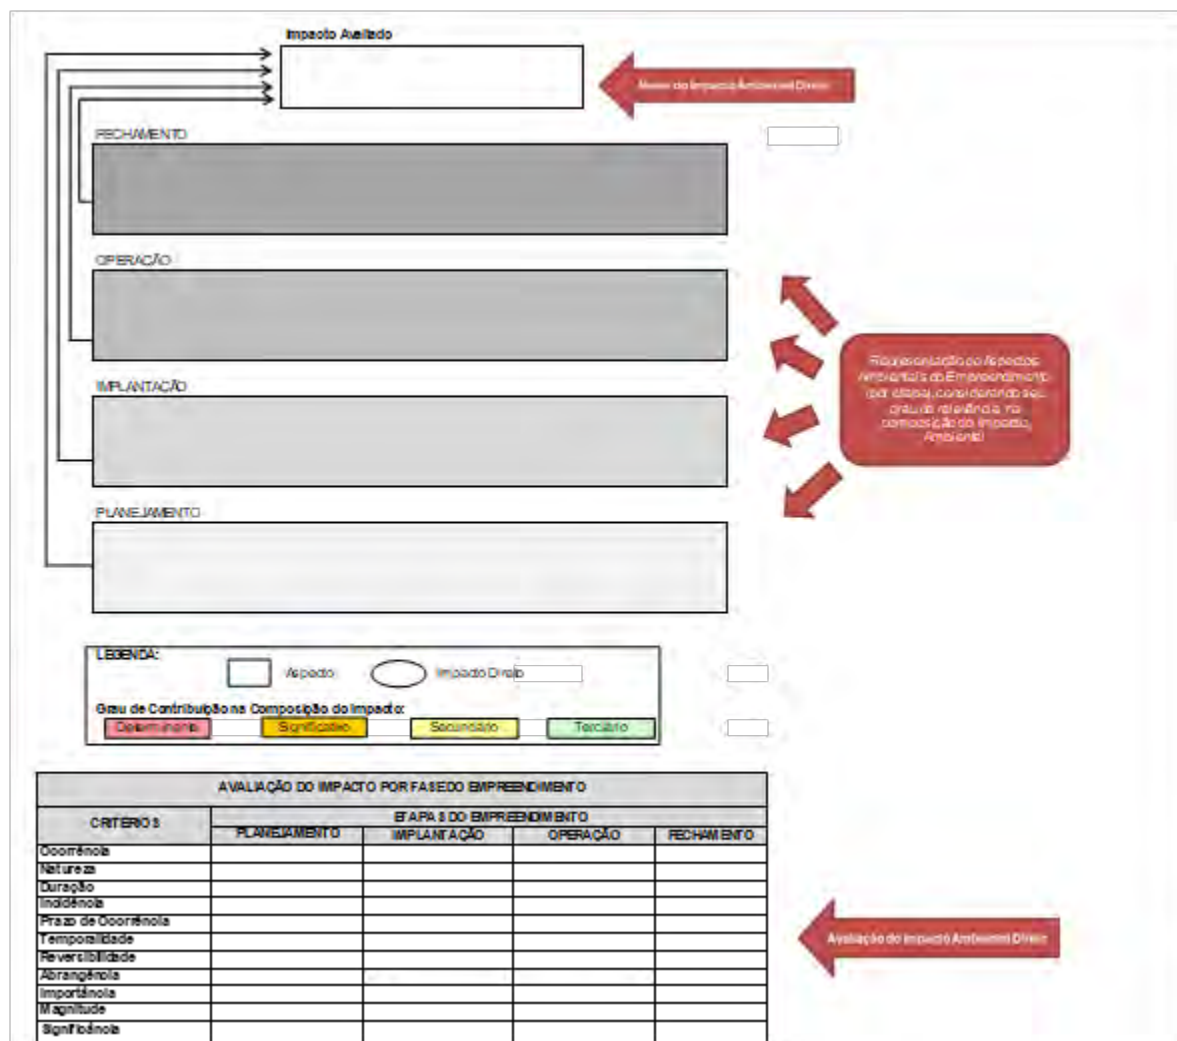 Impacto Avaliado
Nome do Impacto Ambiental Direto
FECHAMENTO
OPERAÇÃO
Representação do Aspectos
Ambientais do Empreendimento
(por etapa), considerando seu
grau de relevância na
composição do Impacto
Ambiental
IMPLANTAÇÃO
PLANEJAMENTO
LEGENDA:
Aspecto
Impacto Direto
Grau de Contribuição na Composição do Impacto:
Determinante
Significativo
Secundário
Terciário
AVALIAÇÃO DO IMPACTO POR FASE DO EMPREENDIMENTO
CRITÉRIOS
ETAPAS DO EMPREENDIMENTO
PLANEJAMENTO
IMPLANTAÇÃO
OPERAÇÃO
FECHAMENTO
Ocorrência
Natureza
Duração
Incidência
Prazo de Ocorrência
Temporalidade
Reversibilidade
Abrangência
Importância
Magnitude
Significância
Avaliação do Impacto Ambiental Direto